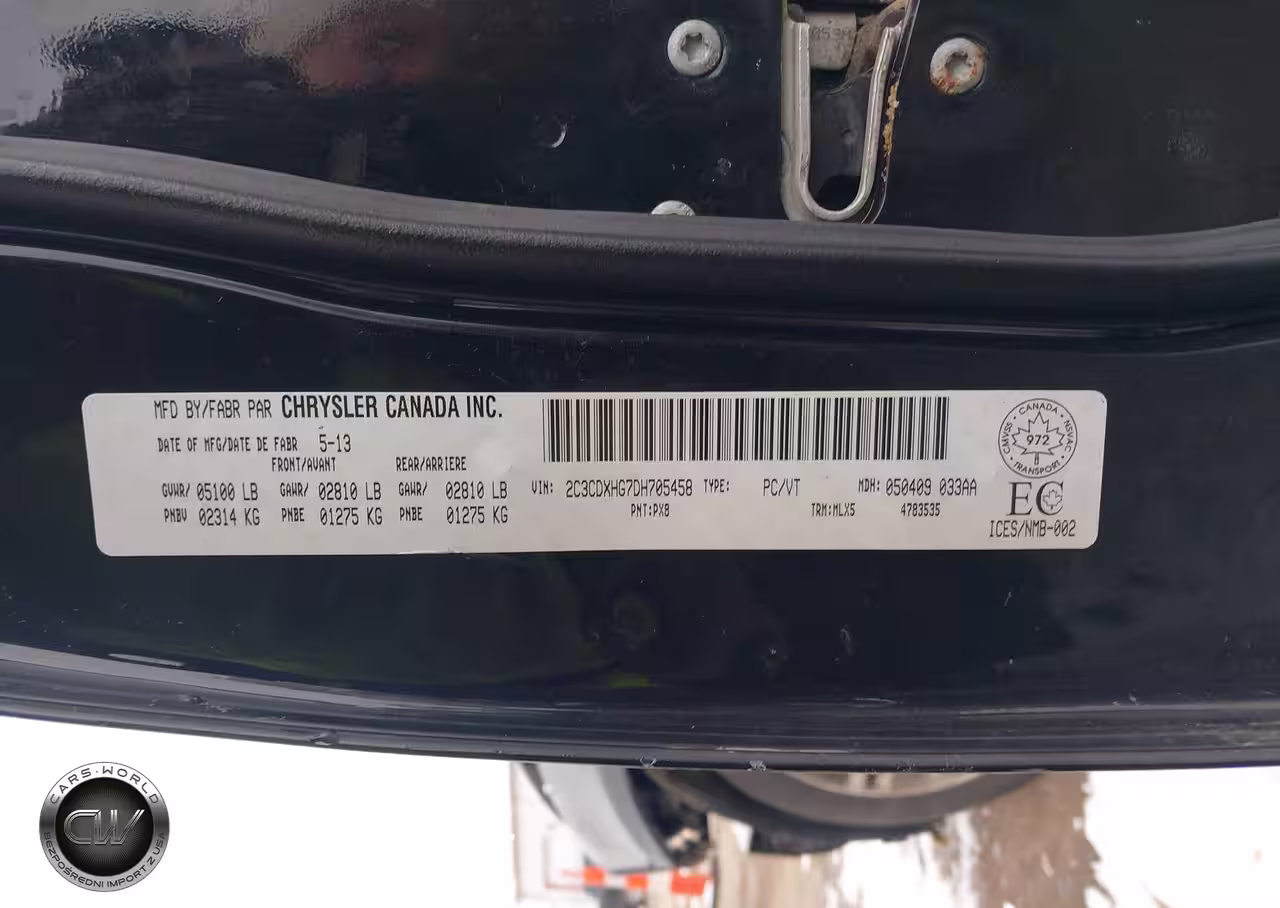 MFD BY/FABR PAR CHRYSLER CANADA INC.
DATE OF MFG/DATE DE FABR 5-13
FRONT/AVANT REAR/ARRIERE
GVWR/ 05100 LB GAWR/ 02810 LB GAWR/ 02810 LB
PNBV 02314 KG PNBE 01275 KG PNBE 01275 KG
VIN: 2C3CDXHG7DH705458 TYPE: PC/VT MDH: 050409 033AA
PNT:PX8 TRM:MLX5 4783535
CANADA
CMVSS NSVAC
972
TRANSPORT
EC
ICES/NMB-002
CARS·WORLD
CW
BEZPOŚREDNI IMPORT Z USA